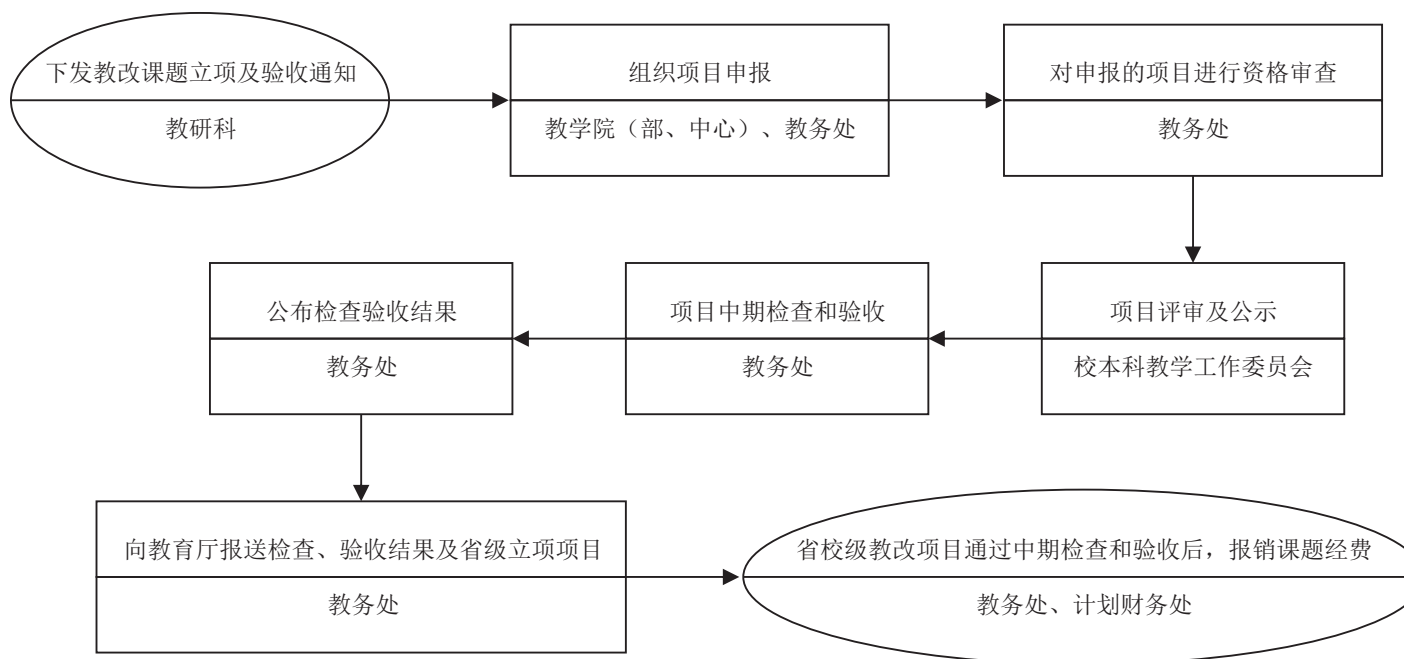 下发教改课题立项及验收通知
教研科
组织项目申报
教学院（部、中心）、教务处
对申报的项目进行资格审查
教务处
项目评审及公示
校本科教学工作委员会
项目中期检查和验收
教务处
公布检查验收结果
教务处
向教育厅报送检查、验收结果及省级立项项目
教务处
省校级教改项目通过中期检查和验收后，报销课题经费
教务处、计划财务处